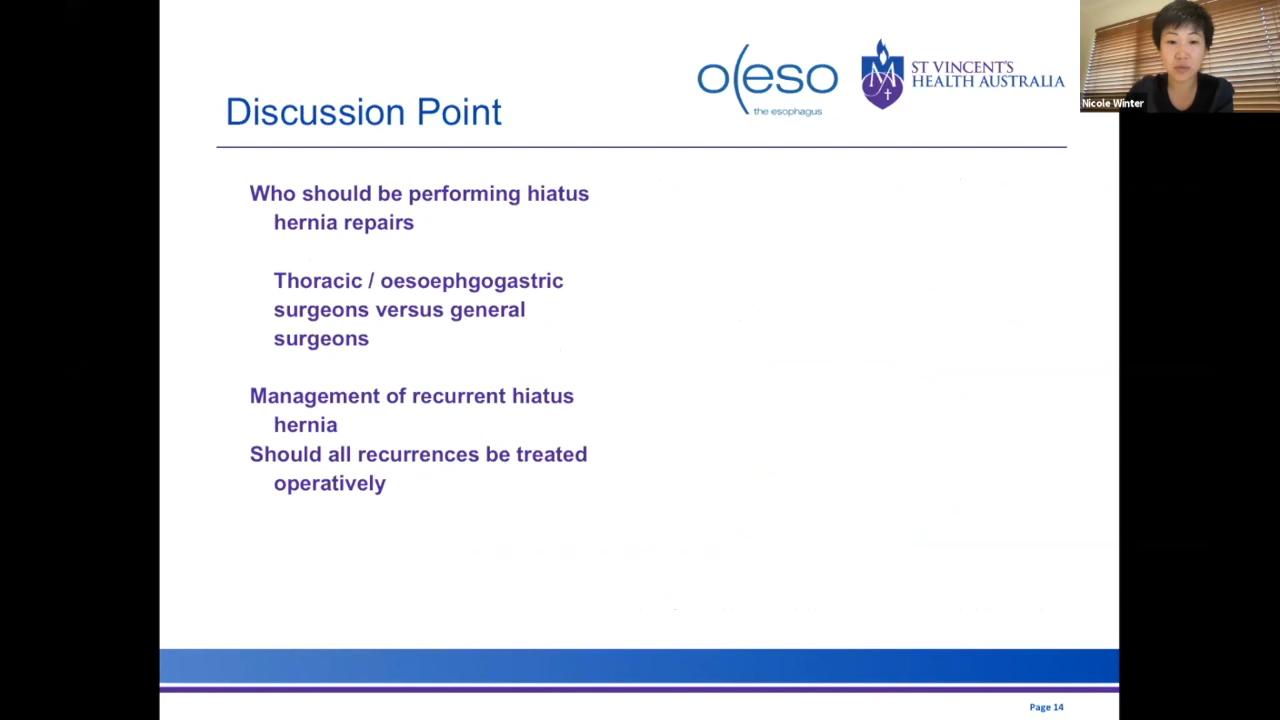 o(eso
the esophagus
ST VINCENT'S
HEALTH AUSTRALIA
Nicole Winter
Discussion Point
Who should be performing hiatus
hernia repairs
Thoracic / oesoephgogastric
surgeons versus general
surgeons
Management of recurrent hiatus
hernia
Should all recurrences be treated
operatively
Page 14